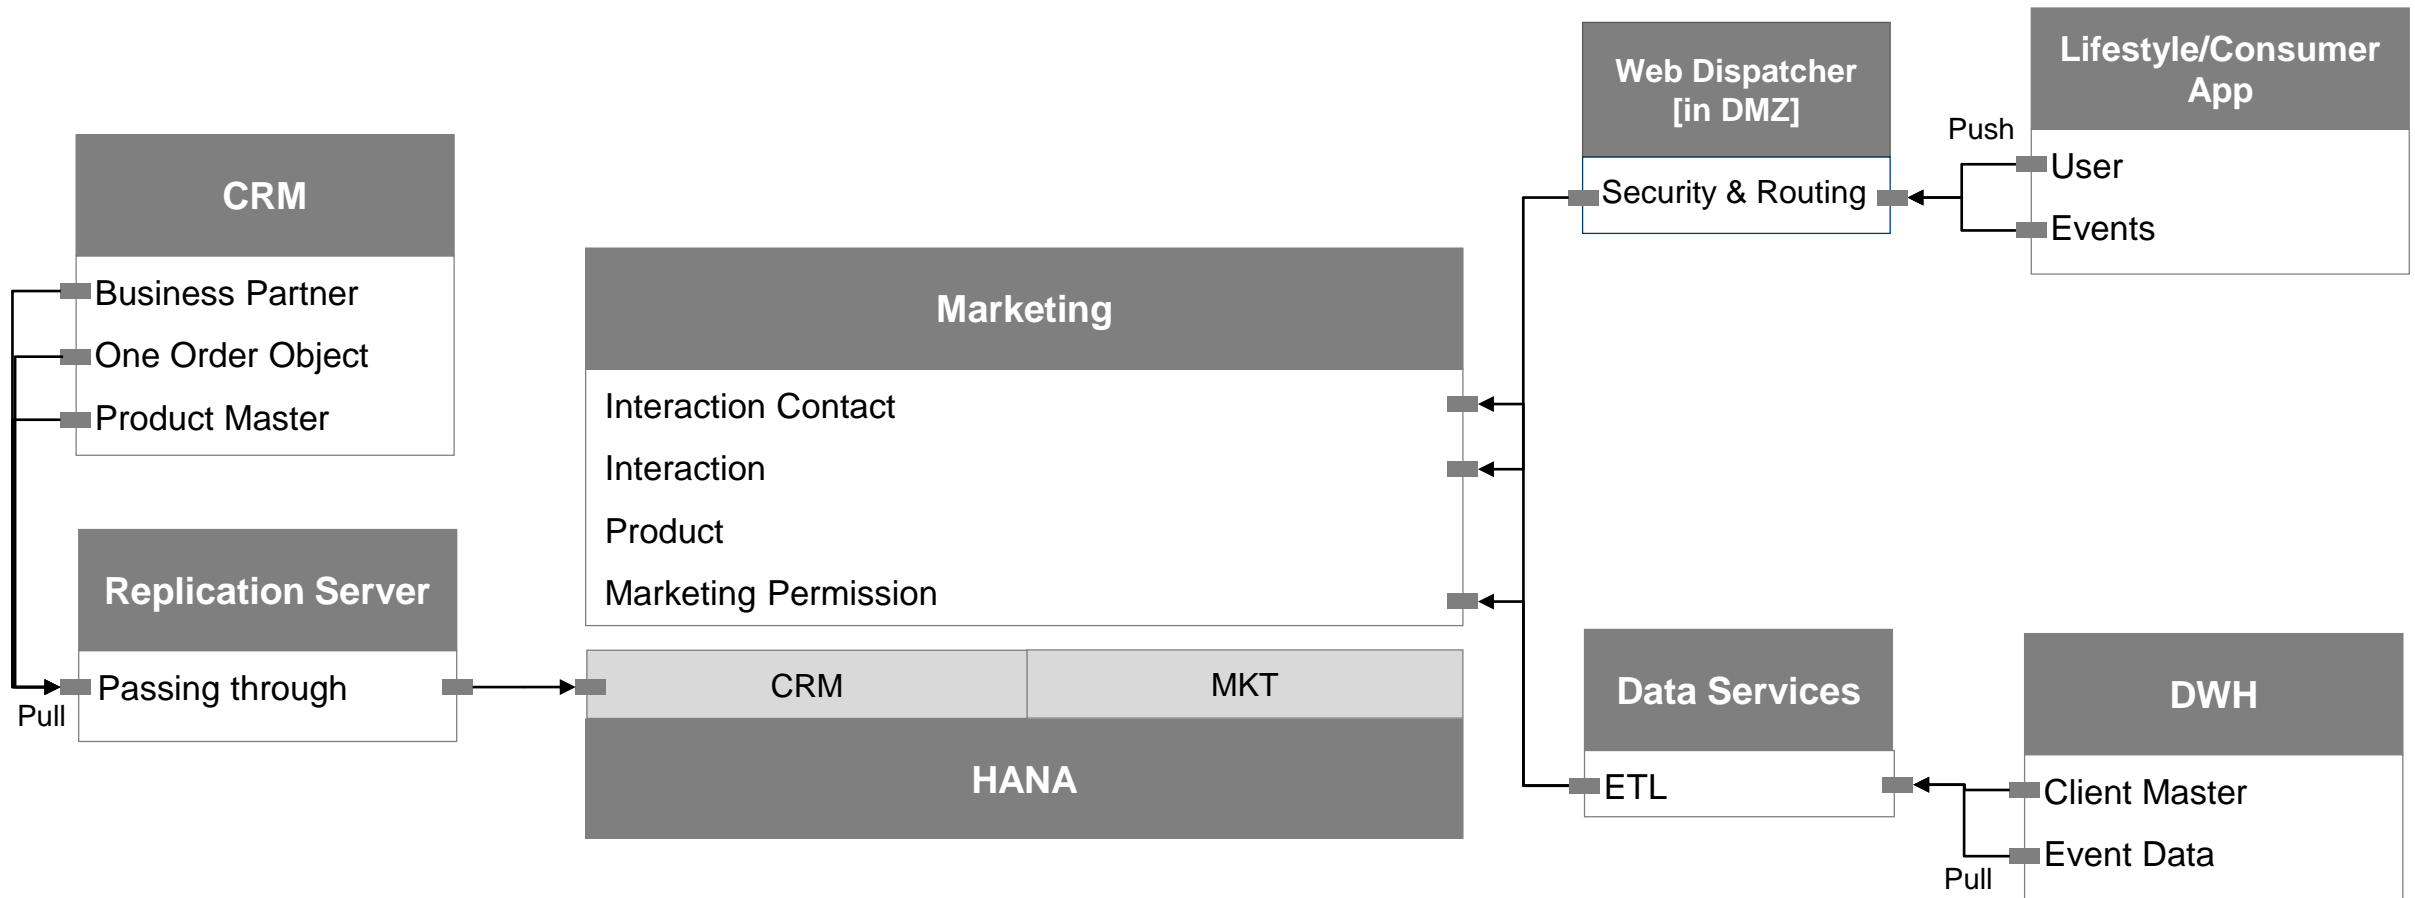 Web Dispatcher
[in DMZ]
Security & Routing
Push
Lifestyle/Consumer
App
User
Events
CRM
Business Partner
One Order Object
Product Master
Marketing
Interaction Contact
Interaction
Product
Marketing Permission
Replication Server
Passing through
Pull
CRM
MKT
HANA
Data Services
ETL
DWH
Client Master
Event Data
Pull